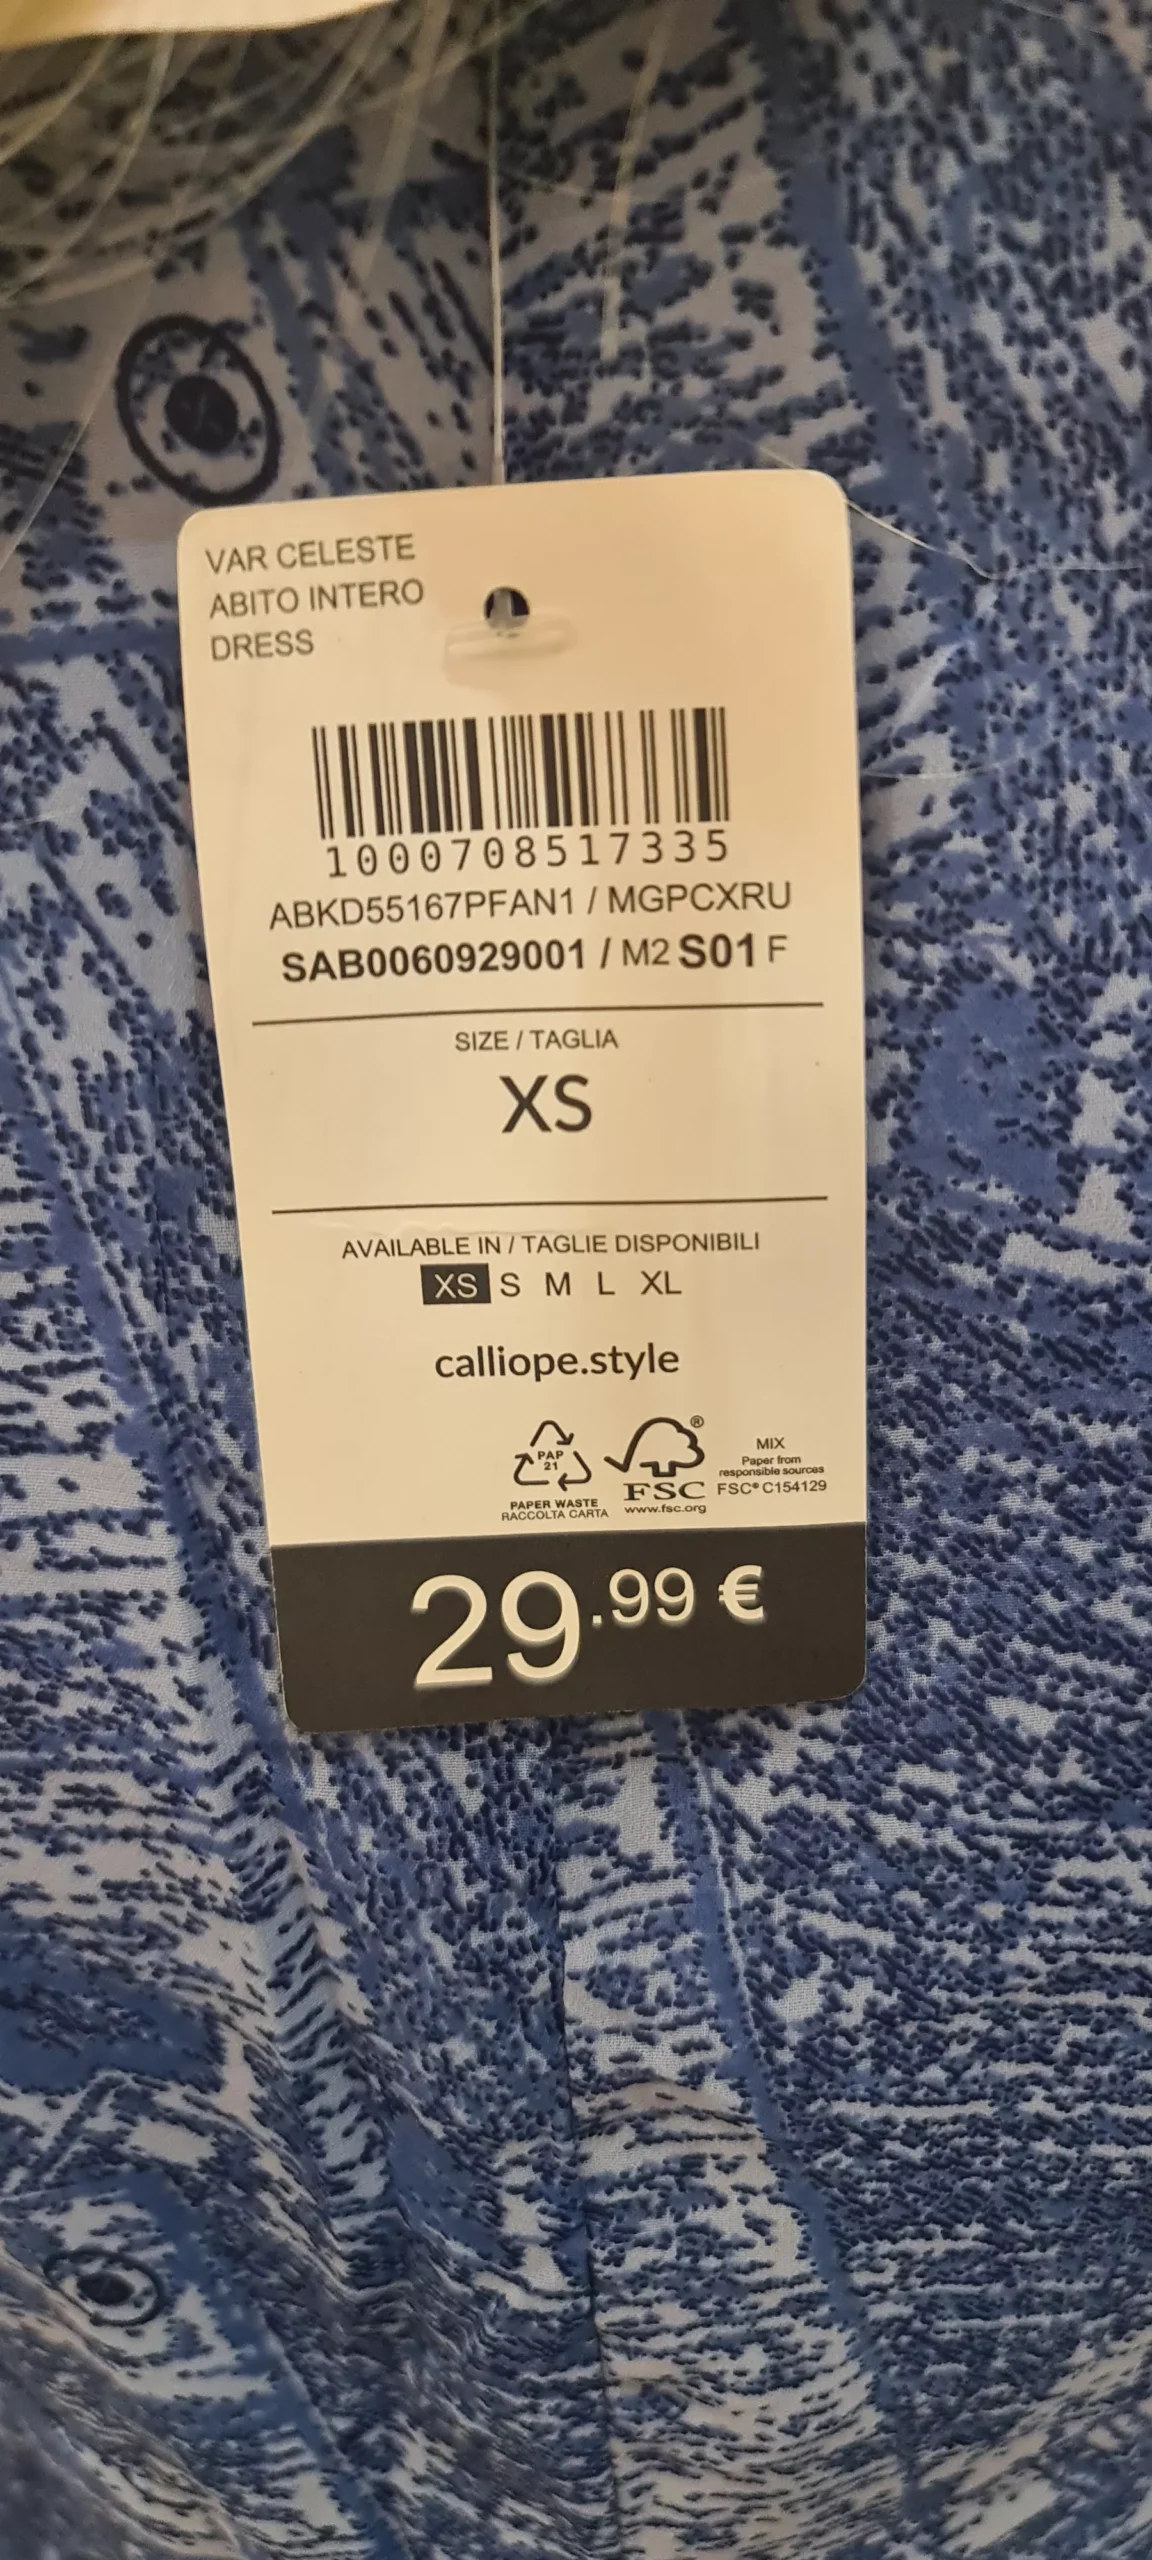 VAR CELESTE
ABITO INTERO
DRESS
1000708517335
ABKD55167PFAN1 / MGPCXRU
SAB0060929001 / M2 S01 F
SIZE / TAGLIA
XS
AVAILABLE IN / TAGLIE DISPONIBILI
XS S M L XL
calliope.style
PAP
21
PAPER WASTE
RACCOLTA CARTA
®
FSC
www.fsc.org
MIX
Paper from
responsible sources
FSC® C154129
29.99 €